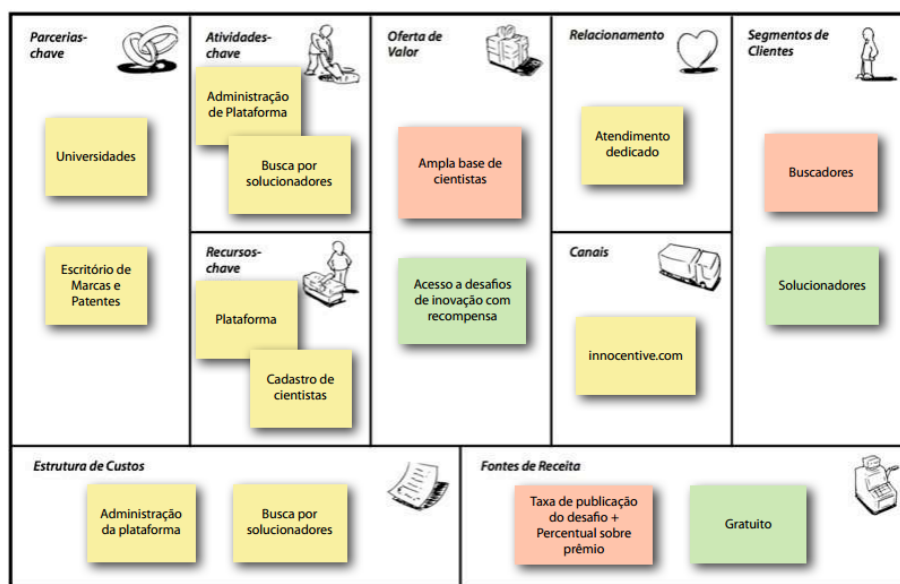 Parcerias-
chave
Universidades
Escritório de
Marcas e
Patentes
Atividades-
chave
Administração
de Plataforma
Busca por
solucionadores
Recursos-
chave
Plataforma
Cadastro de
cientistas
Oferta de
Valor
Ampla base de
cientistas
Acesso a desafios
de inovação com
recompensa
Relacionamento
Atendimento
dedicado
Canais
innocentive.com
Segmentos de
Clientes
Buscadores
Solucionadores
Estrutura de Custos
Administração
da plataforma
Busca por
solucionadores
Fontes de Receita
Taxa de publicação
do desafio +
Percentual sobre
prêmio
Gratuito